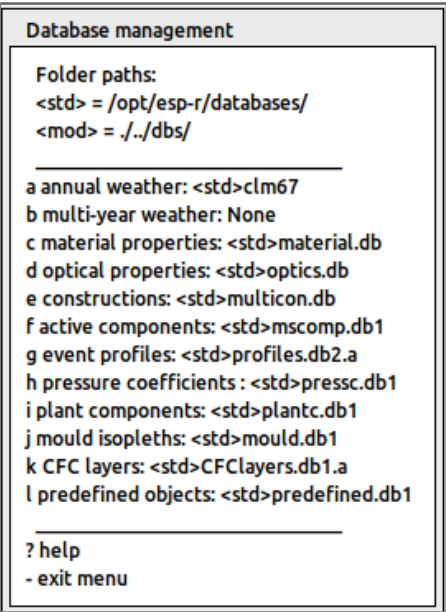 Database management
Folder paths:
<std> = /opt/esp-r/databases/
<mod> = ./../dbs/
a annual weather: <std>clm67
b multi-year weather: None
c material properties: <std>material.db
d optical properties: <std>optics.db
e constructions: <std>multicon.db
f active components: <std>mscomp.db1
g event profiles: <std>profiles.db2.a
h pressure coefficients : <std>pressc.db1
i plant components: <std>plantc.db1
j mould isopleths: <std>mould.db1
k CFC layers: <std>CFClayers.db1.a
l predefined objects: <std>predefined.db1
? help
- exit menu